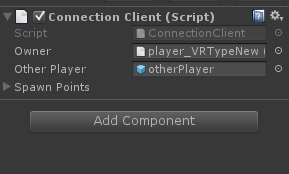 Connection Client (Script)
Script ConnectionClient
Owner player_VRTypeNew (
Other Player otherPlayer
Spawn Points
Add Component